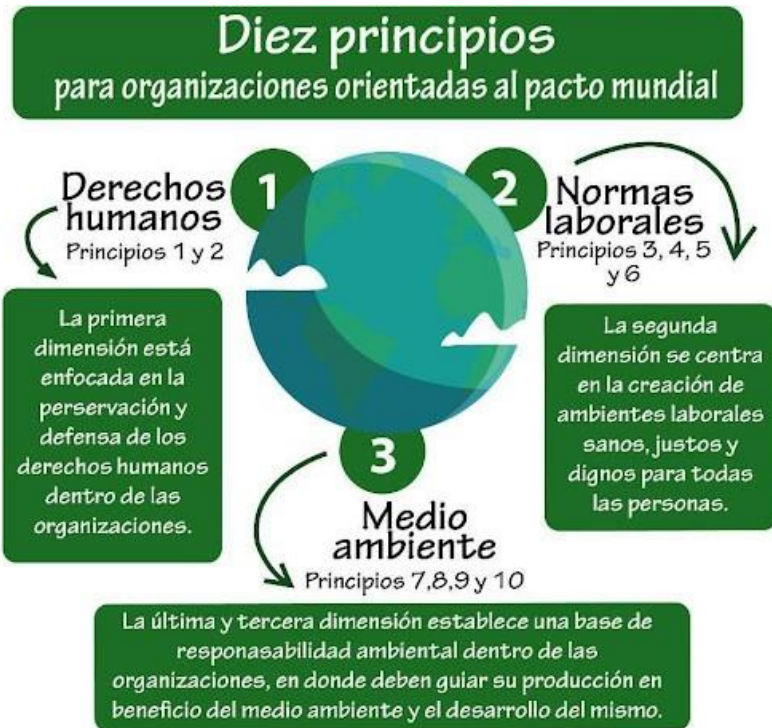 Diez principios
para organizaciones orientadas al pacto mundial
1
Derechos
humanos
Principios 1 y 2
La primera
dimensión está
enfocada en la
perservación y
defensa de los
derechos humanos
dentro de las
organizaciones.
2
Normas
laborales
Principios 3, 4, 5
y 6
La segunda
dimensión se centra
en la creación de
ambientes laborales
sanos, justos y
dignos para todas
las personas.
3
Medio
ambiente
Principios 7,8,9 y 10
La última y tercera dimensión establece una base de
responasabilidad ambiental dentro de las
organizaciones, en donde deben guiar su producción en
beneficio del medio ambiente y el desarrollo del mismo.